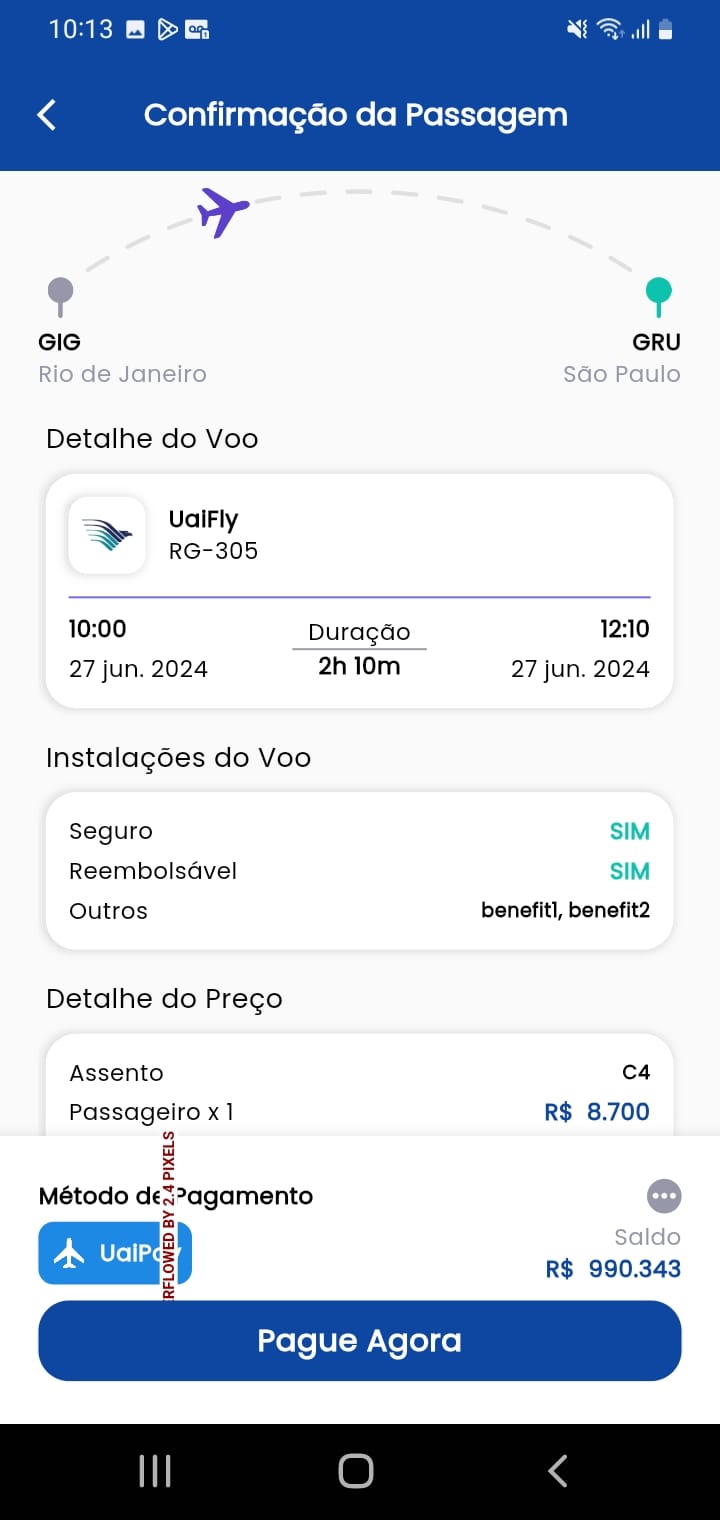 10:13
Confirmação da Passagem
GIG GRU
Rio de Janeiro São Paulo
Detalhe do Voo
UaiFly
RG-305
10:00 Duração 12:10
27 jun. 2024 2h 10m 27 jun. 2024
Instalações do Voo
Seguro SIM
Reembolsável SIM
Outros benefit1, benefit2
Detalhe do Preço
Assento C4
Passageiro x 1 R$ 8.700
Método de Pagamento
Saldo
R$ 990.343
RFLOWED BY 2.4 PIXELS
Pague Agora